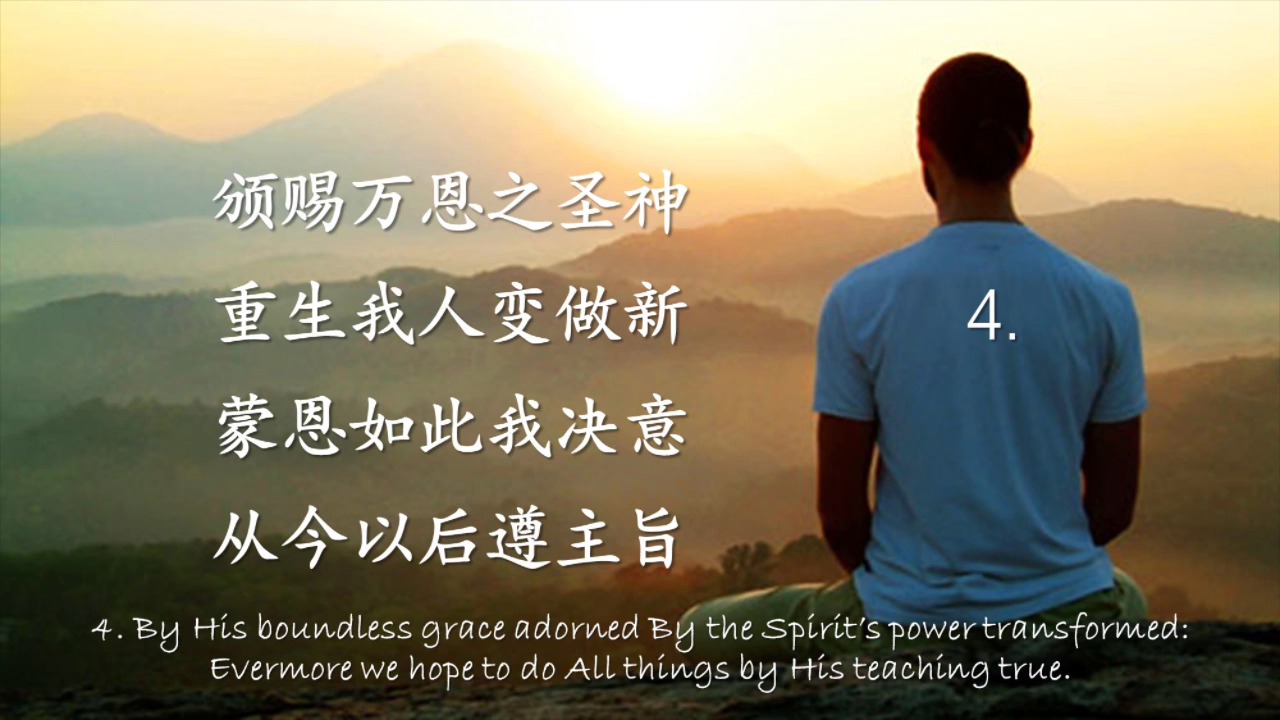 颁赐万恩之圣神
重生我人变做新
蒙恩如此我决意
从今以后遵主旨
4.
4. By His boundless grace adorned By the Spirit's power transformed:
Evermore we hope to do All things by His teaching true.